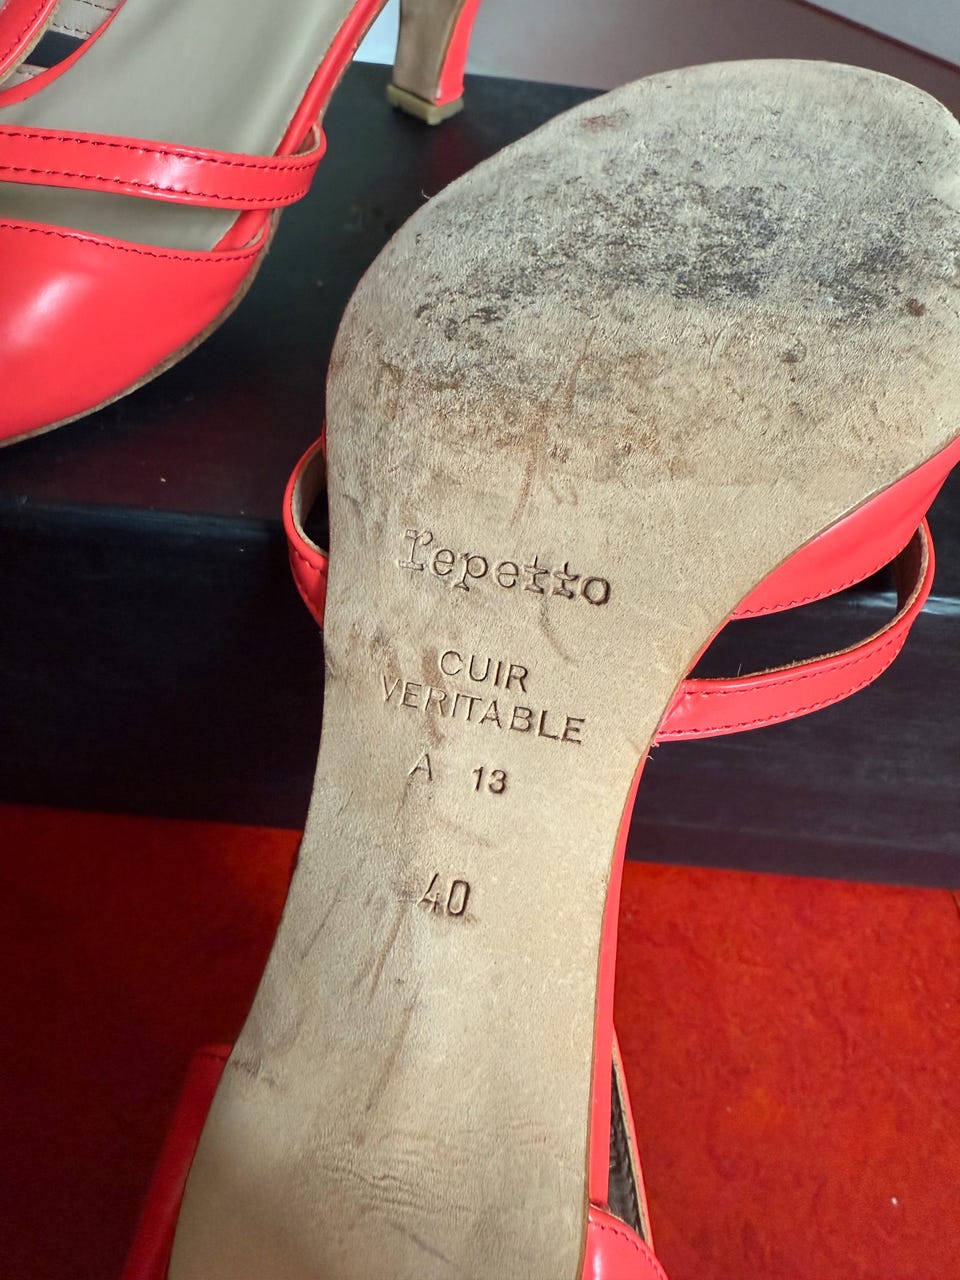 repetto
CUIR
VERITABLE
A 13
40